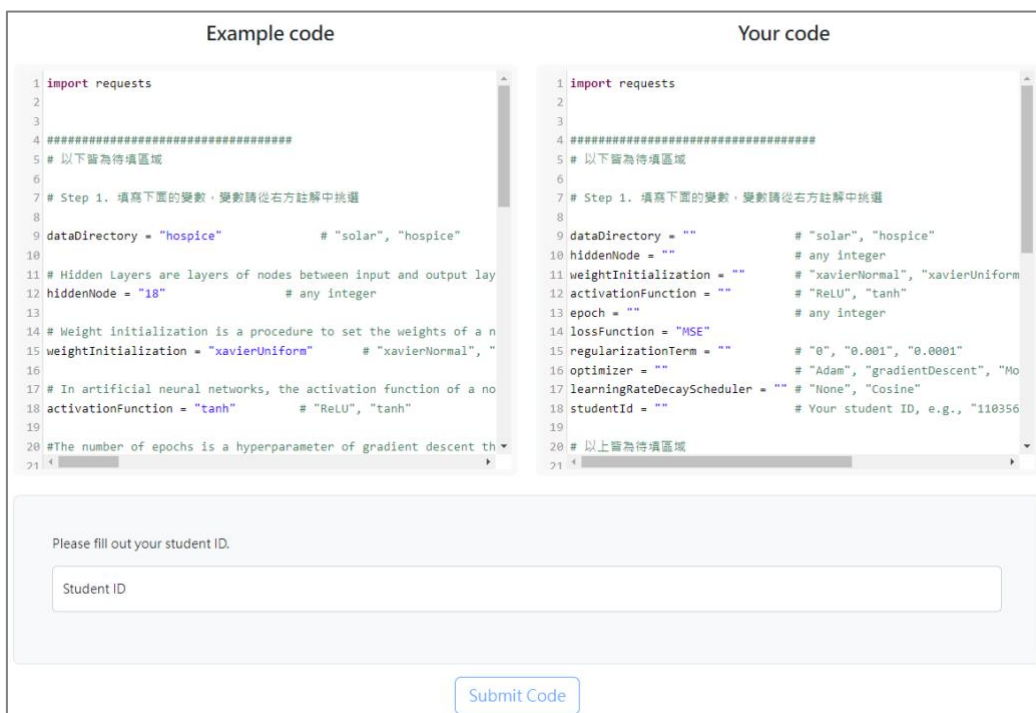 Example code
1 import requests
2
3
4 ###################################
5 # 以下皆為待填區域
6
7 # Step 1. 填寫下面的變數，變數請從右方註解中挑選
8
9 dataDirectory = "hospice" # "solar", "hospice"
10
11 # Hidden Layers are layers of nodes between input and output lay
12 hiddenNode = "18" # any integer
13
14 # Weight initialization is a procedure to set the weights of a n
15 weightInitialization = "xavierUniform" # "xavierNormal", "
16
17 # In artificial neural networks, the activation function of a no
18 activationFunction = "tanh" # "ReLU", "tanh"
19
20 #The number of epochs is a hyperparameter of gradient descent th
21
Your code
1 import requests
2
3
4 ###################################
5 # 以下皆為待填區域
6
7 # Step 1. 填寫下面的變數，變數請從右方註解中挑選
8
9 dataDirectory = "" # "solar", "hospice"
10 hiddenNode = "" # any integer
11 weightInitialization = "" # "xavierNormal", "xavierUniform
12 activationFunction = "" # "ReLU", "tanh"
13 epoch = "" # any integer
14 lossFunction = "MSE"
15 regularizationTerm = "" # "0", "0.001", "0.0001"
16 optimizer = "" # "Adam", "gradientDescent", "Mo
17 learningRateDecayScheduler = "" # "None", "Cosine"
18 studentId = "" # Your student ID, e.g., "110356
19
20 # 以上皆為待填區域
21
Please fill out your student ID.
Student ID
Submit Code